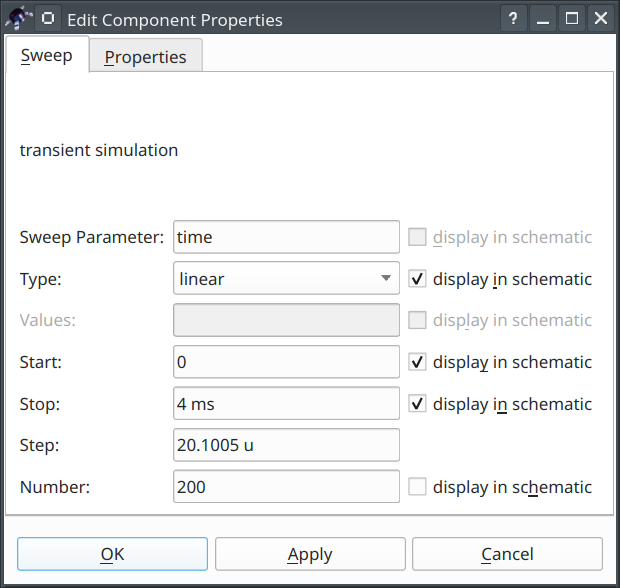 Edit Component Properties ?
Sweep Properties
transient simulation
Sweep Parameter: time display in schematic
Type: linear display in schematic
Values: display in schematic
Start: 0 display in schematic
Stop: 4 ms display in schematic
Step: 20.1005 u
Number: 200 display in schematic
OK Apply Cancel